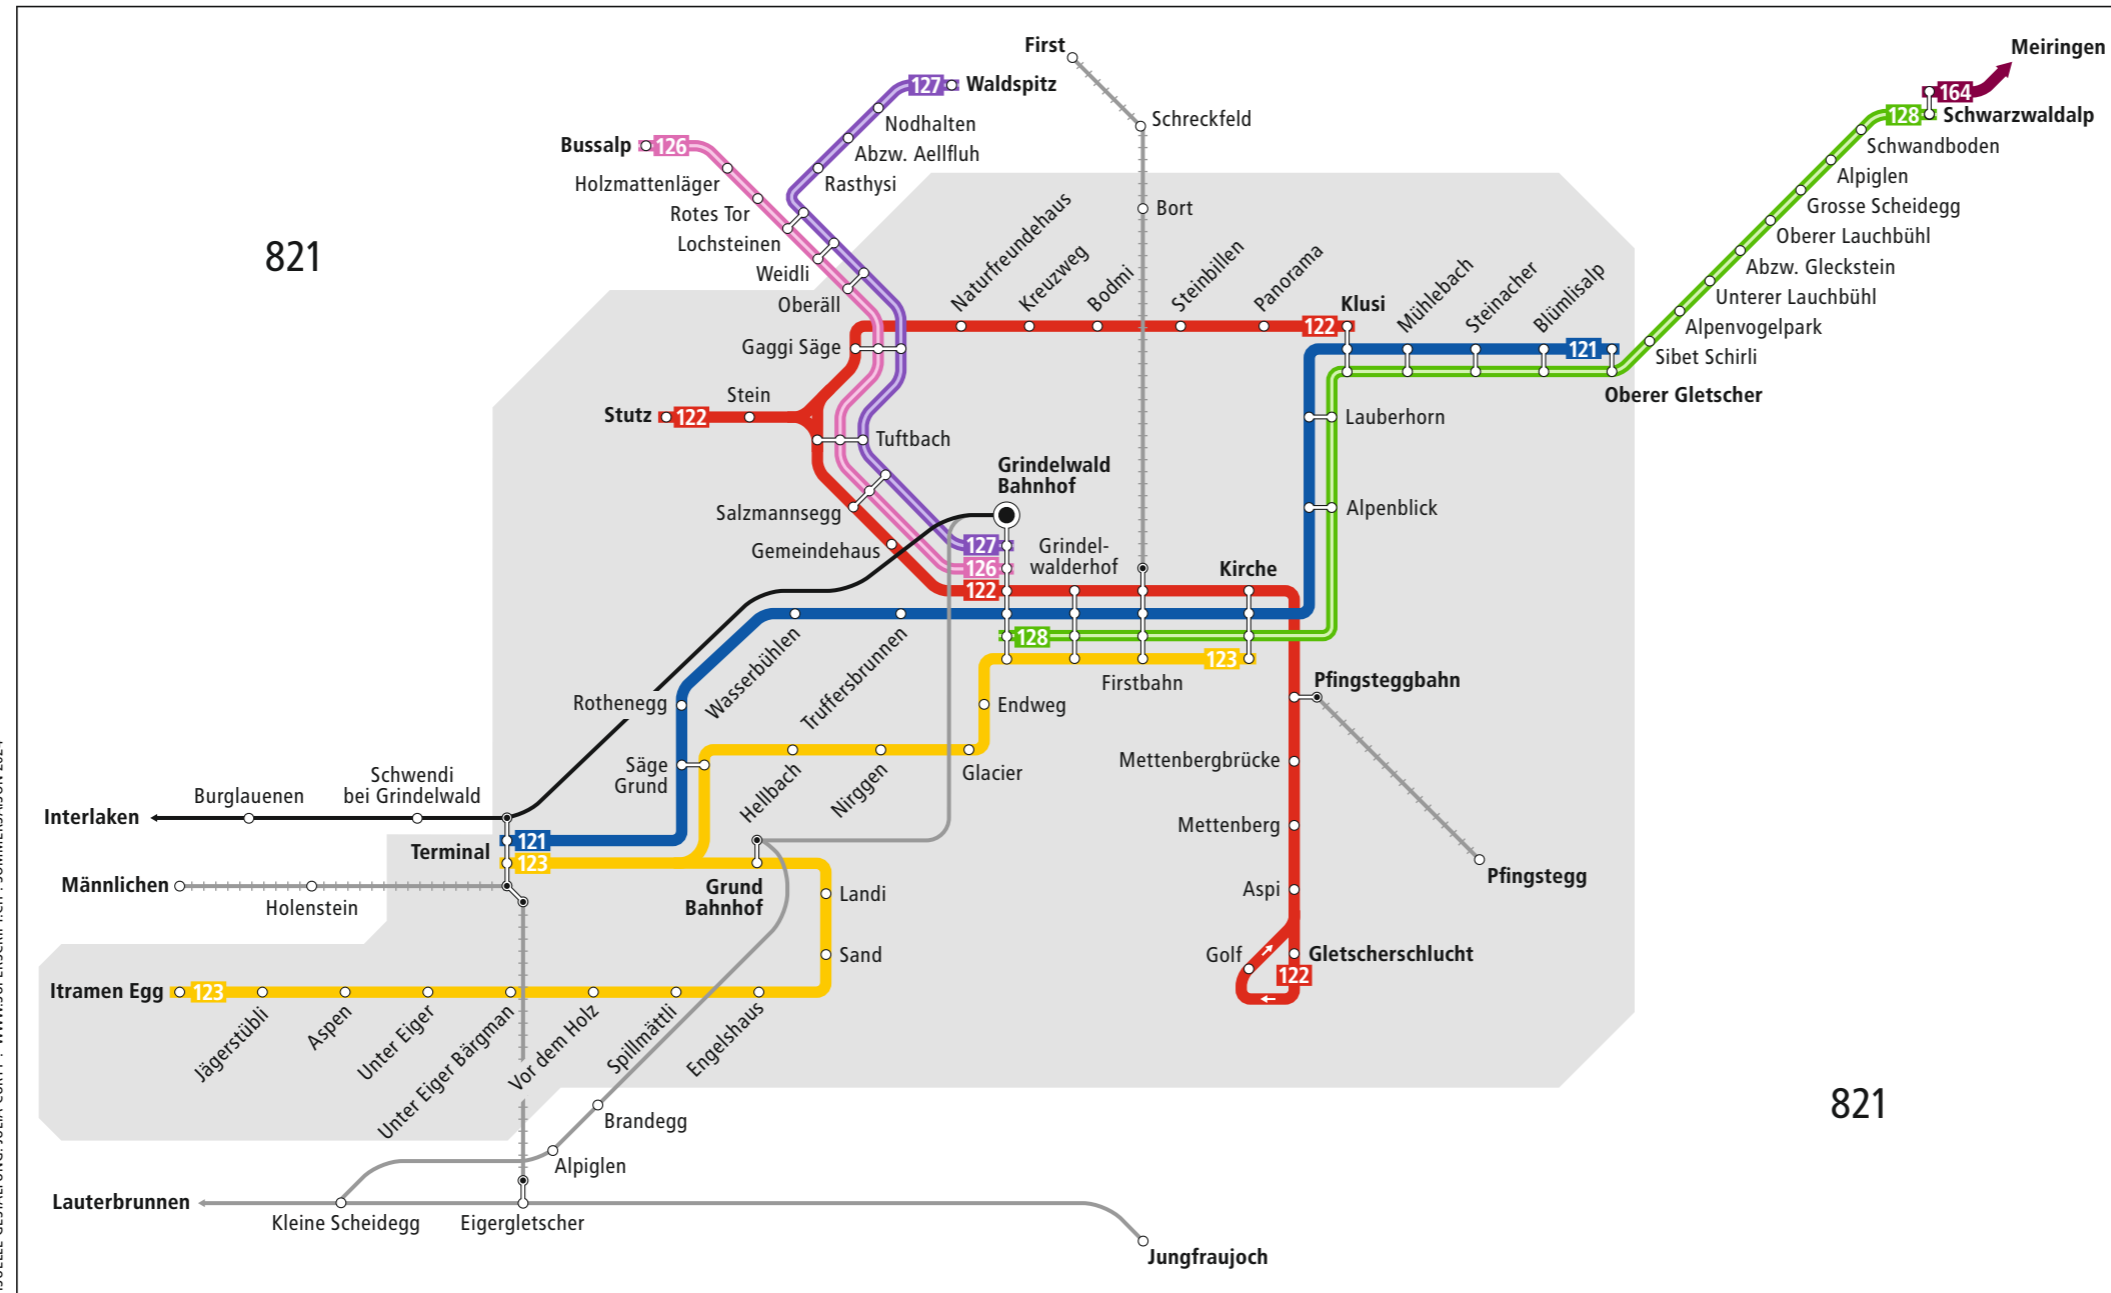 First
Meiringen
127
Waldspitz
164
128
Schwarzwaldalp
Schreckfeld
Nodhalten
Bussalp
126
Schwandboden
Abzw. Aellfluh
Alpiglen
Holzmattenläger
Rasthysi
Grosse Scheidegg
Rotes Tor
Bort
Oberer Lauchbühl
Lochsteinen
821
Abzw. Gleckstein
Weidli
Naturfreundehaus
Kreuzweg
Bodmi
Steinbillen
Panorama
Klusi
Mühlebach
Steinacher
Blümlisalp
Unterer Lauchbühl
Oberäll
122
Alpenvogelpark
Gaggi Säge
121
Sibet Schirli
Oberer Gletscher
Stein
Stutz
122
Lauberhorn
Tuftbach
Grindelwald
Bahnhof
Salzmannsegg
Alpenblick
Gemeindehaus
127
Grindel-
walderhof
126
Kirche
122
128
123
Wasserbühlen
Truffersbrunnen
Firstbahn
Pfingsteggbahn
Rothenegg
Endweg
Säge
Grund
Hellbach
Nirggen
Glacier
Mettenbergbrücke
Schwendi
bei Grindelwald
Burglauenen
Interlaken
Mettenberg
121
Terminal
123
Männlichen
Holenstein
Grund
Bahnhof
Landi
Aspi
Pfingstegg
Sand
Golf
Gletscherschlucht
122
Itramen Egg
123
Jägerstübli
Aspen
Unter Eiger
Unter Eiger Bärgman
Vor dem Holz
Spillmättli
Engelshaus
821
Brandegg
Alpiglen
Lauterbrunnen
Kleine Scheidegg
Eigergletscher
Jungfraujoch